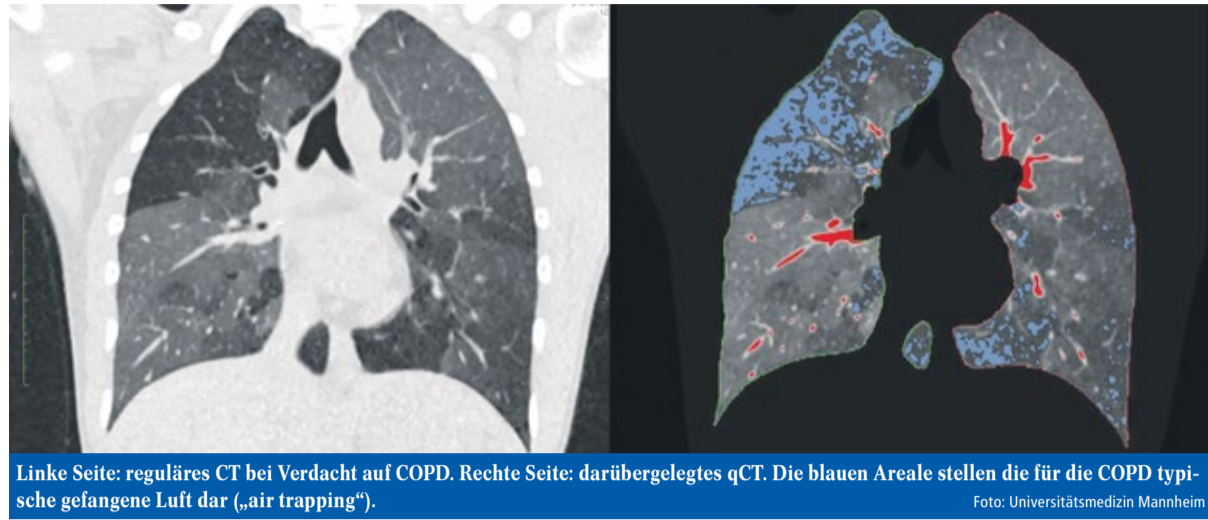 Linke Seite: reguläres CT bei Verdacht auf COPD. Rechte Seite: darübergelegtes qCT. Die blauen Areale stellen die für die COPD typi-
sche gefangene Luft dar („air trapping“).
Foto: Universitätsmedizin Mannheim